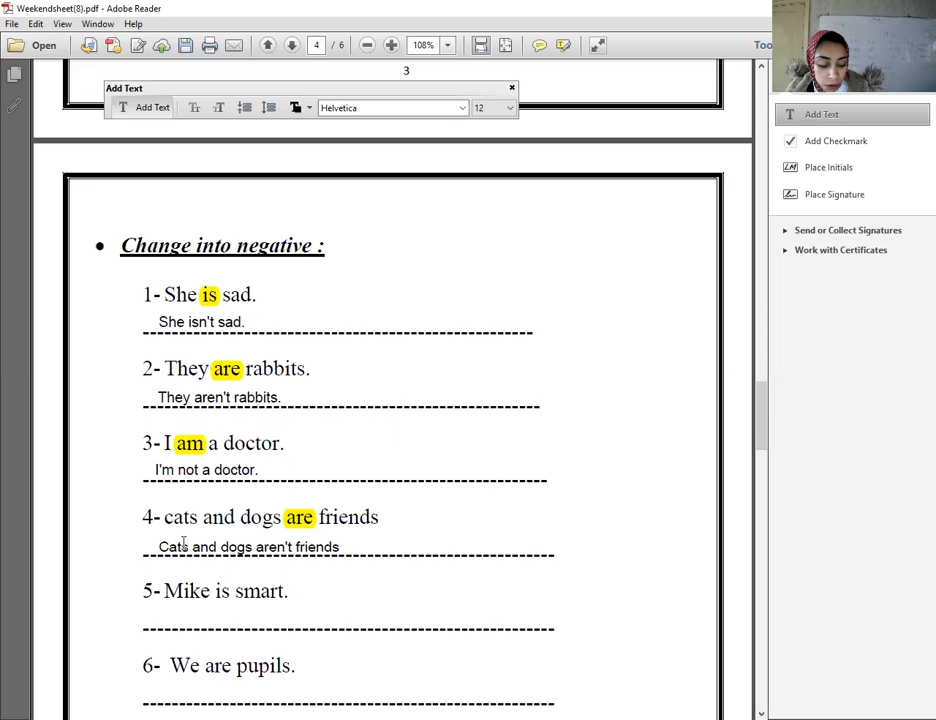 Weekendsheet(8).pdf - Adobe Reader
File Edit View Window Help
Open 4 / 6 108% Too
3
Add Text
Add Text Helvetica 12
Add Text
Add Checkmark
LM Place Initials
Place Signature
Send or Collect Signatures
Work with Certificates
Change into negative :
1- She is sad.
She isn't sad.
2- They are rabbits.
They aren't rabbits.
3- I am a doctor.
I'm not a doctor.
4- cats and dogs are friends
Cats and dogs aren't friends
5- Mike is smart.
6- We are pupils.